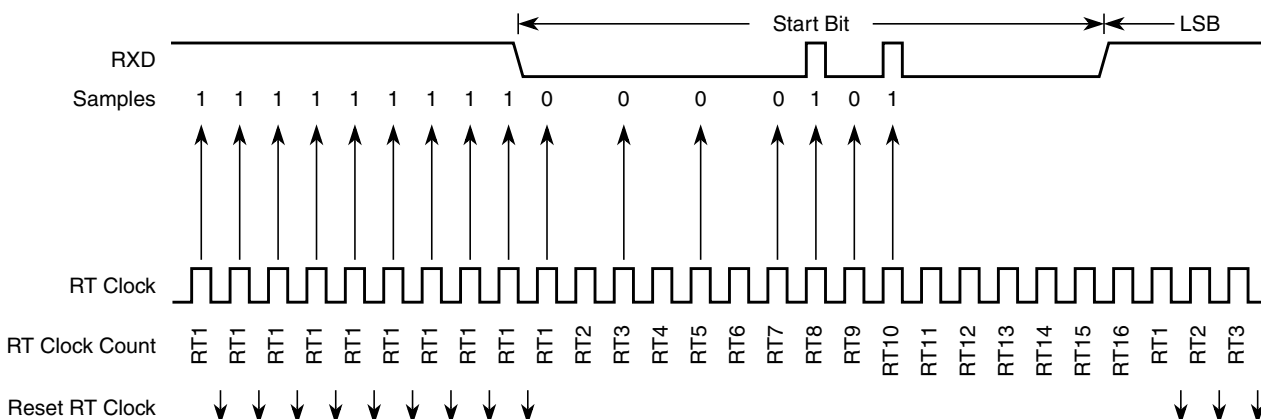 Start Bit LSB
RXD
Samples 1 1 1 1 1 1 1 1 1 0 0 0 0 1 0 1
RT Clock
RT Clock Count RT1 RT1 RT1 RT1 RT1 RT1 RT1 RT1 RT1 RT1 RT2 RT3 RT4 RT5 RT6 RT7 RT8 RT9 RT10 RT11 RT12 RT13 RT14 RT15 RT16 RT1 RT2 RT3
Reset RT Clock